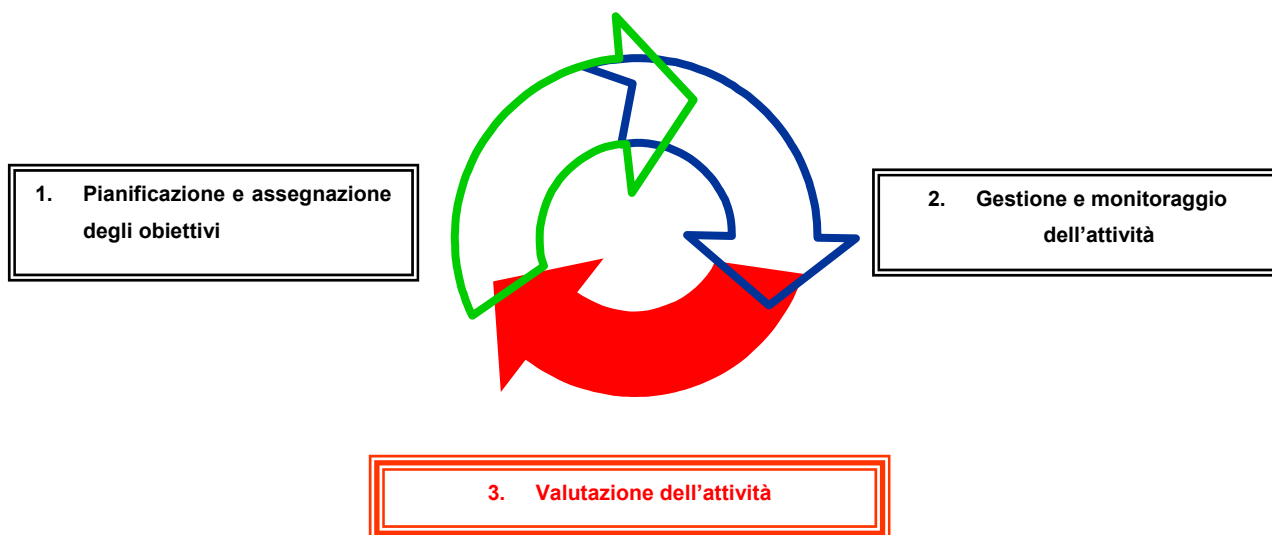 1. Pianificazione e assegnazione
degli obiettivi
2. Gestione e monitoraggio
dell’attività
3. Valutazione dell’attività